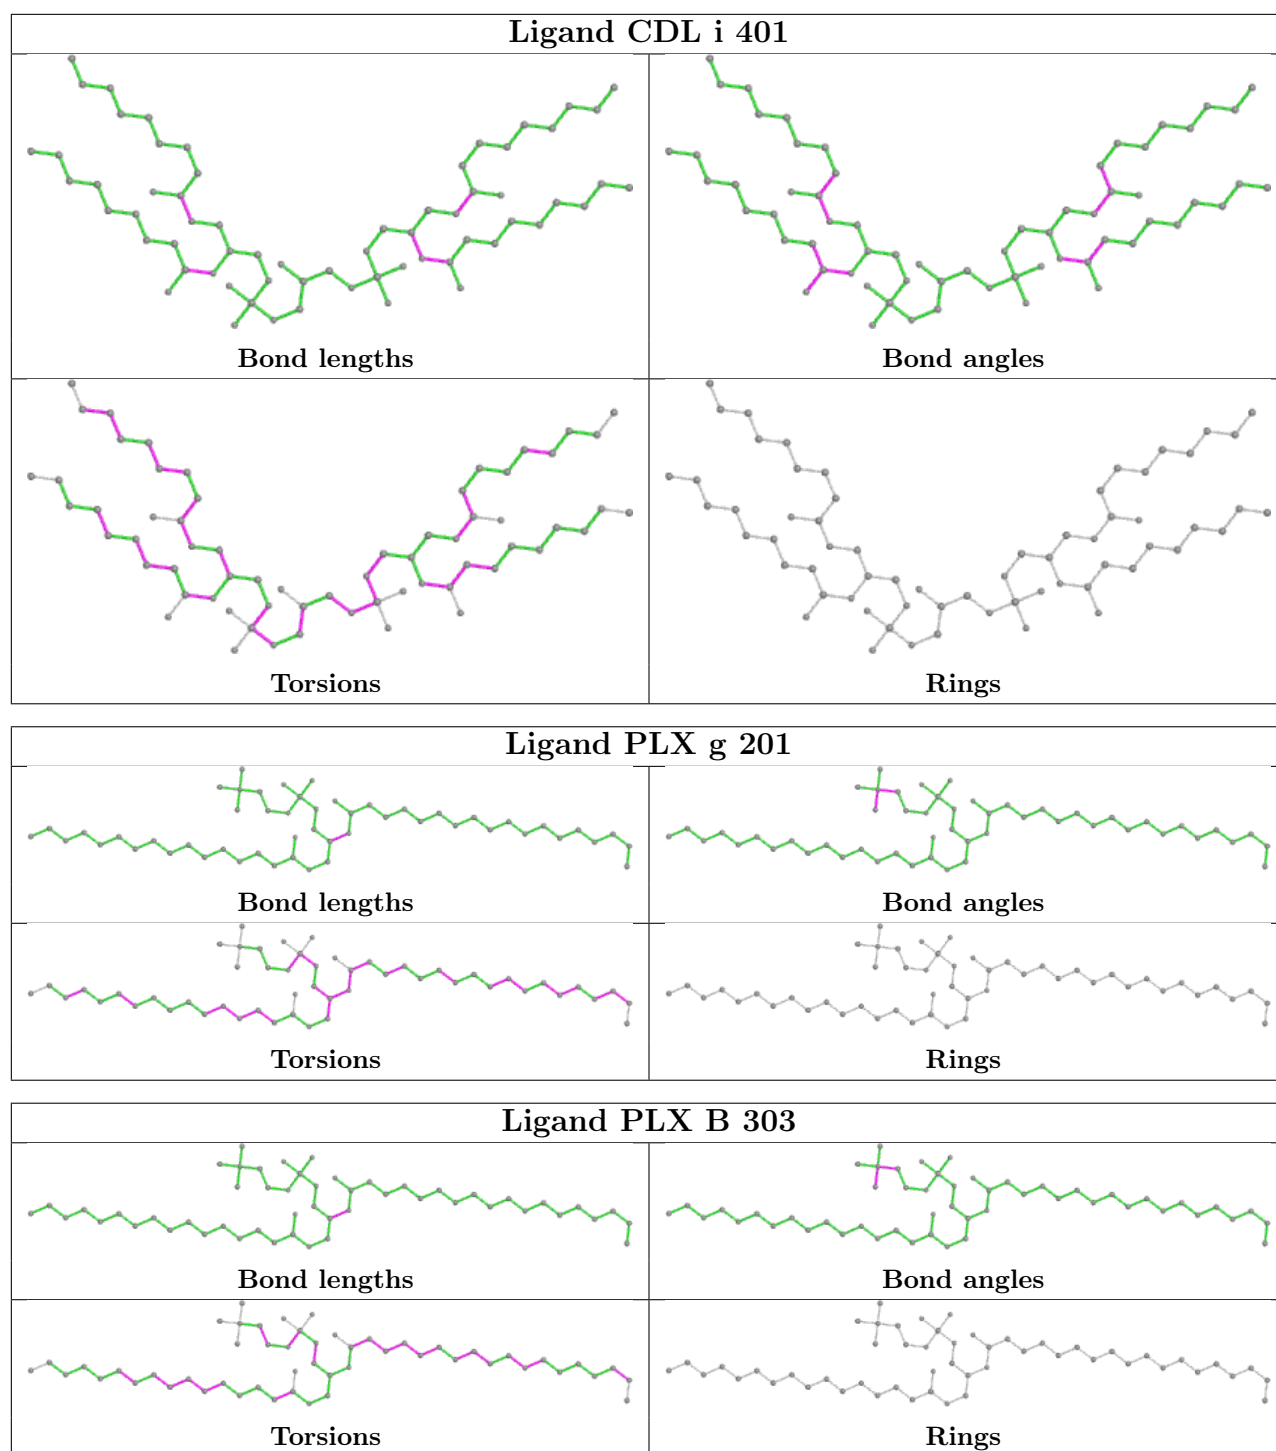 Ligand CDL i 401
Bond lengths
Bond angles
Torsions
Rings
Ligand PLX g 201
Bond lengths
Bond angles
Torsions
Rings
Ligand PLX B 303
Bond lengths
Bond angles
Torsions
Rings